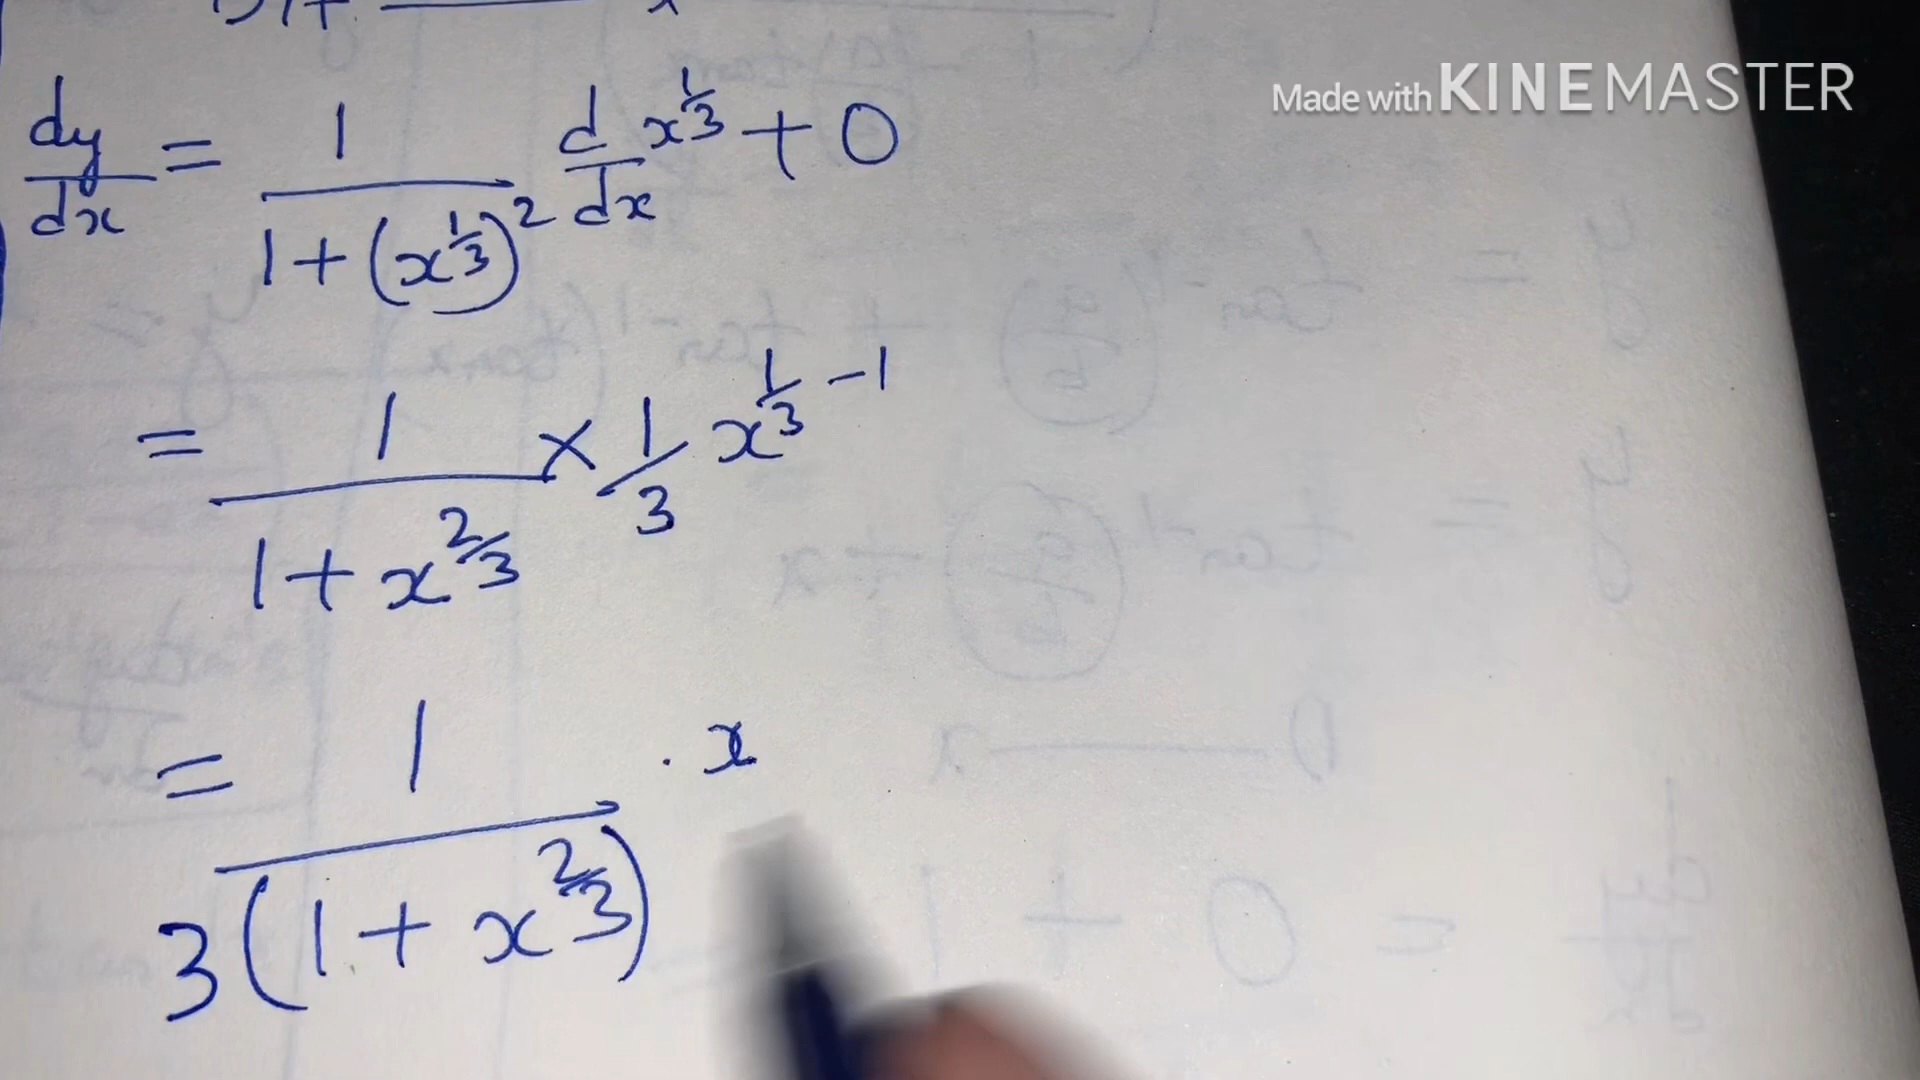 Made with KINEMASTER
dy/dx = 1/(1+(x^{1/3})^2) d/dx x^{1/3} + 0
= 1/(1+x^{2/3}) × 1/3 x^{1/3 -1}
= 1/(3(1+x^{2/3})) . x